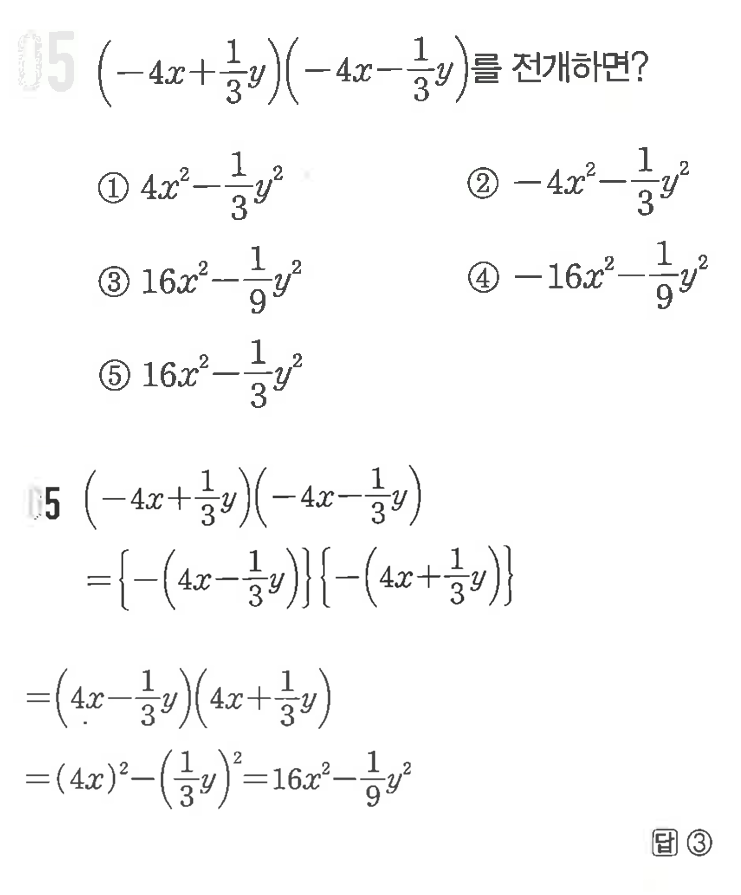 05 (−4x+1/3y)(−4x−1/3y)를 전개하면?
① 4x²−1/3y² ② −4x²−1/3y²
③ 16x²−1/9y² ④ −16x²−1/9y²
⑤ 16x²−1/3y²
05 (−4x+1/3y)(−4x−1/3y)
={−(4x−1/3y)}{−(4x+1/3y)}
=(4x−1/3y)(4x+1/3y)
=(4x)²−(1/3y)²=16x²−1/9y²
답 ③